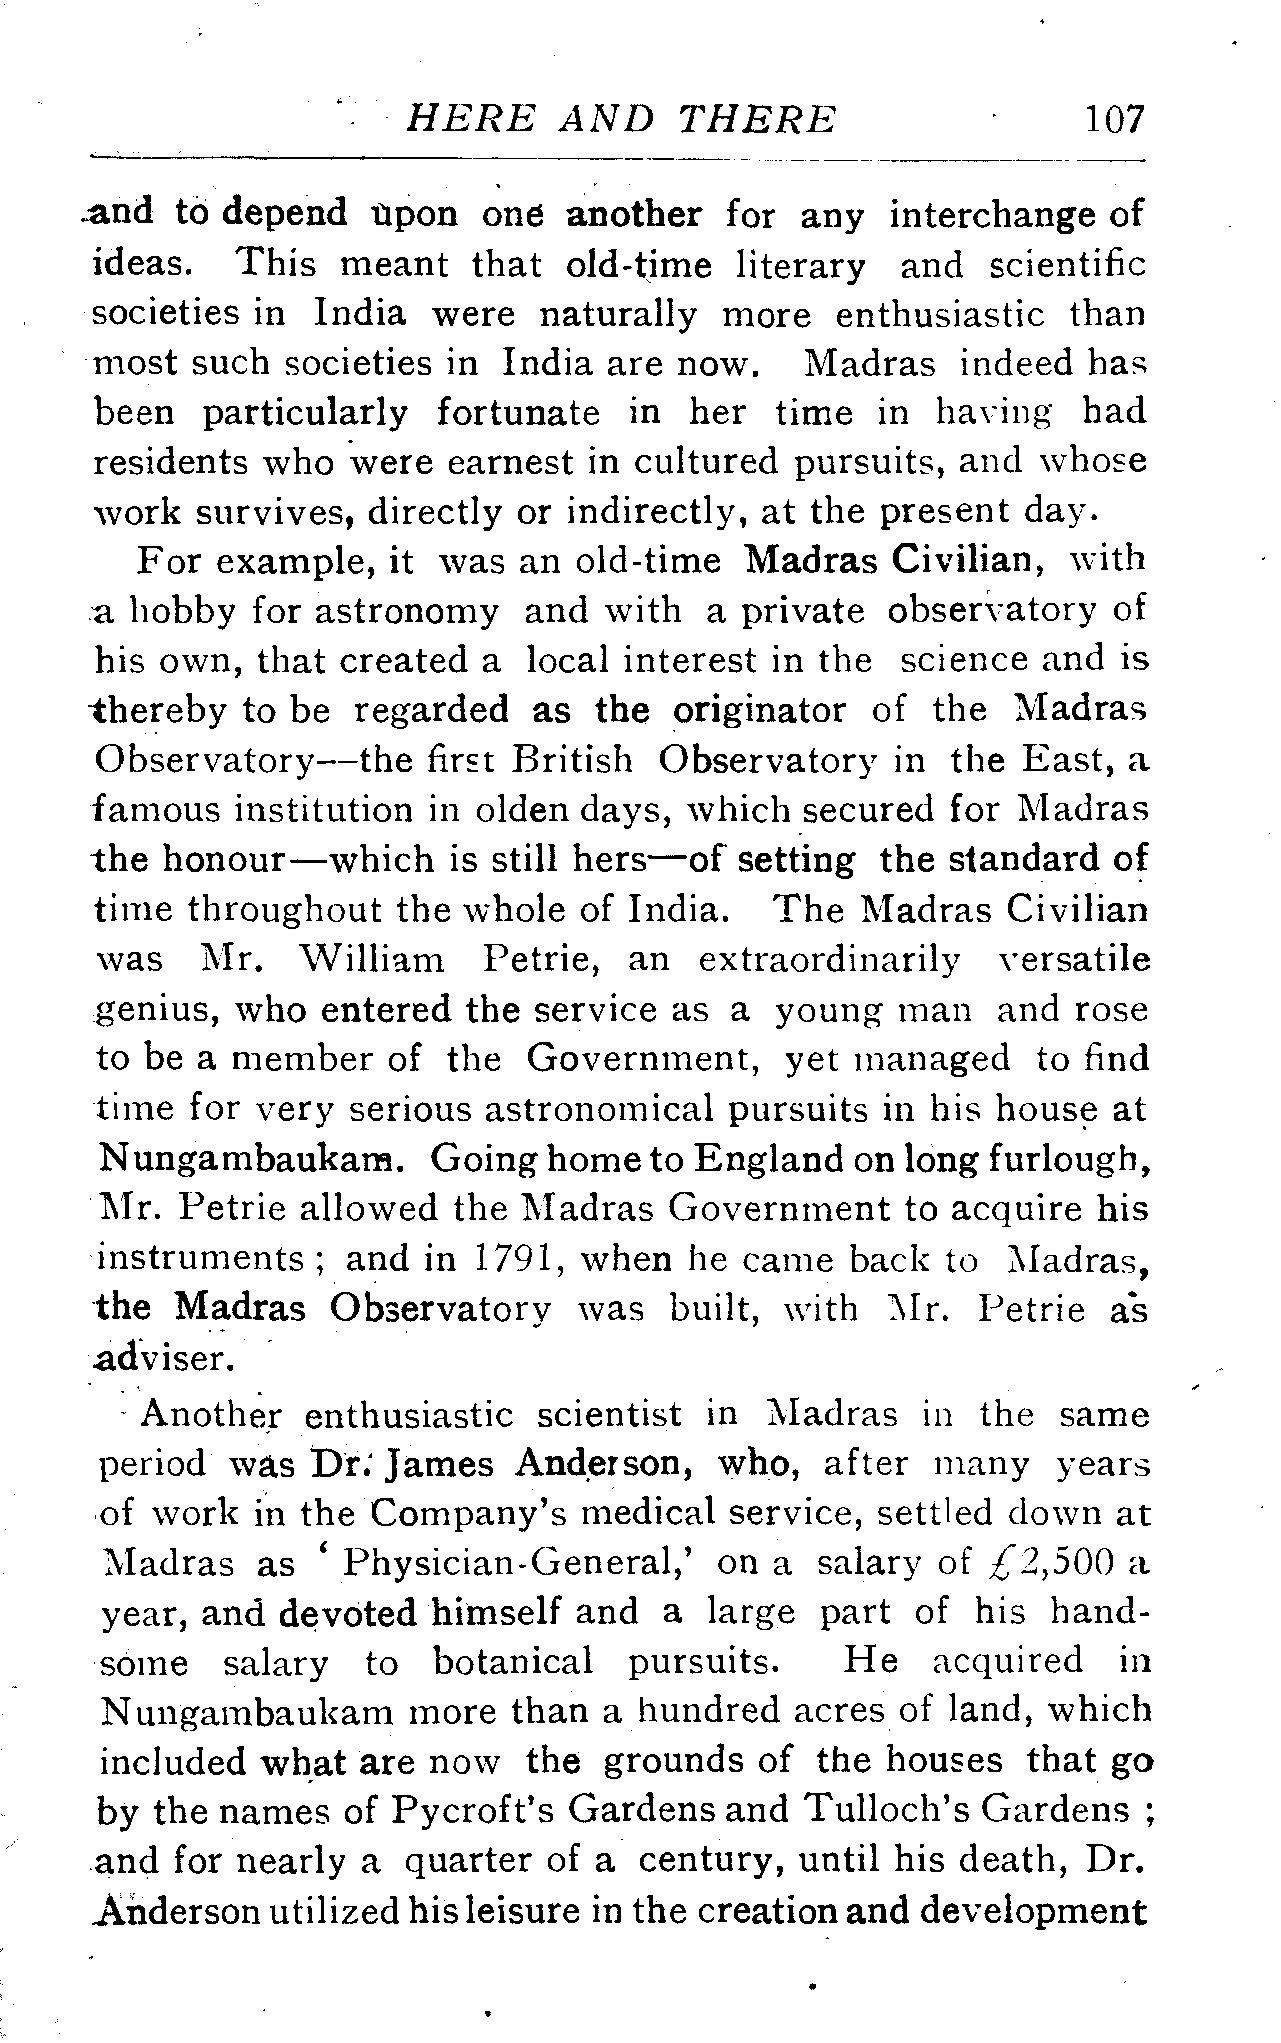 HERE AND THERE 107
and to depend upon one another for any interchange of
ideas. This meant that old-time literary and scientific
societies in India were naturally more enthusiastic than
most such societies in India are now. Madras indeed has
been particularly fortunate in her time in having had
residents who were earnest in cultured pursuits, and whose
work survives, directly or indirectly, at the present day.
For example, it was an old-time Madras Civilian, with
a hobby for astronomy and with a private observatory of
his own, that created a local interest in the science and is
thereby to be regarded as the originator of the Madras
Observatory—the first British Observatory in the East, a
famous institution in olden days, which secured for Madras
the honour—which is still hers—of setting the standard of
time throughout the whole of India. The Madras Civilian
was Mr. William Petrie, an extraordinarily versatile
genius, who entered the service as a young man and rose
to be a member of the Government, yet managed to find
time for very serious astronomical pursuits in his house at
Nungambaukam. Going home to England on long furlough,
Mr. Petrie allowed the Madras Government to acquire his
instruments ; and in 1791, when he came back to Madras,
the Madras Observatory was built, with Mr. Petrie as
adviser.
Another enthusiastic scientist in Madras in the same
period was Dr. James Anderson, who, after many years
of work in the Company's medical service, settled down at
Madras as ‘ Physician-General,’ on a salary of £2,500 a
year, and devoted himself and a large part of his hand-
some salary to botanical pursuits. He acquired in
Nungambaukam more than a hundred acres of land, which
included what are now the grounds of the houses that go
by the names of Pycroft's Gardens and Tulloch's Gardens ;
and for nearly a quarter of a century, until his death, Dr.
Anderson utilized his leisure in the creation and development